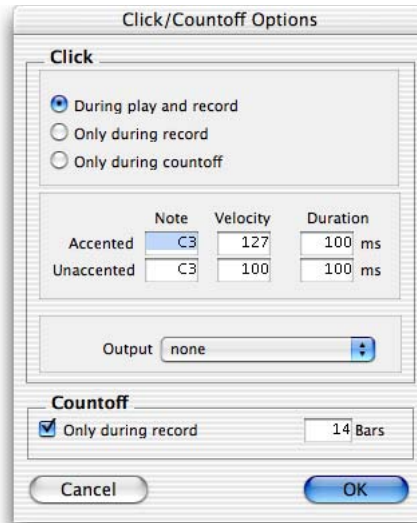 Click/Countoff Options
Click
During play and record
Only during record
Only during countoff
Note Velocity Duration
Accented C3 127 100 ms
Unaccented C3 100 100 ms
Output none
Countoff
Only during record 14 Bars
Cancel OK